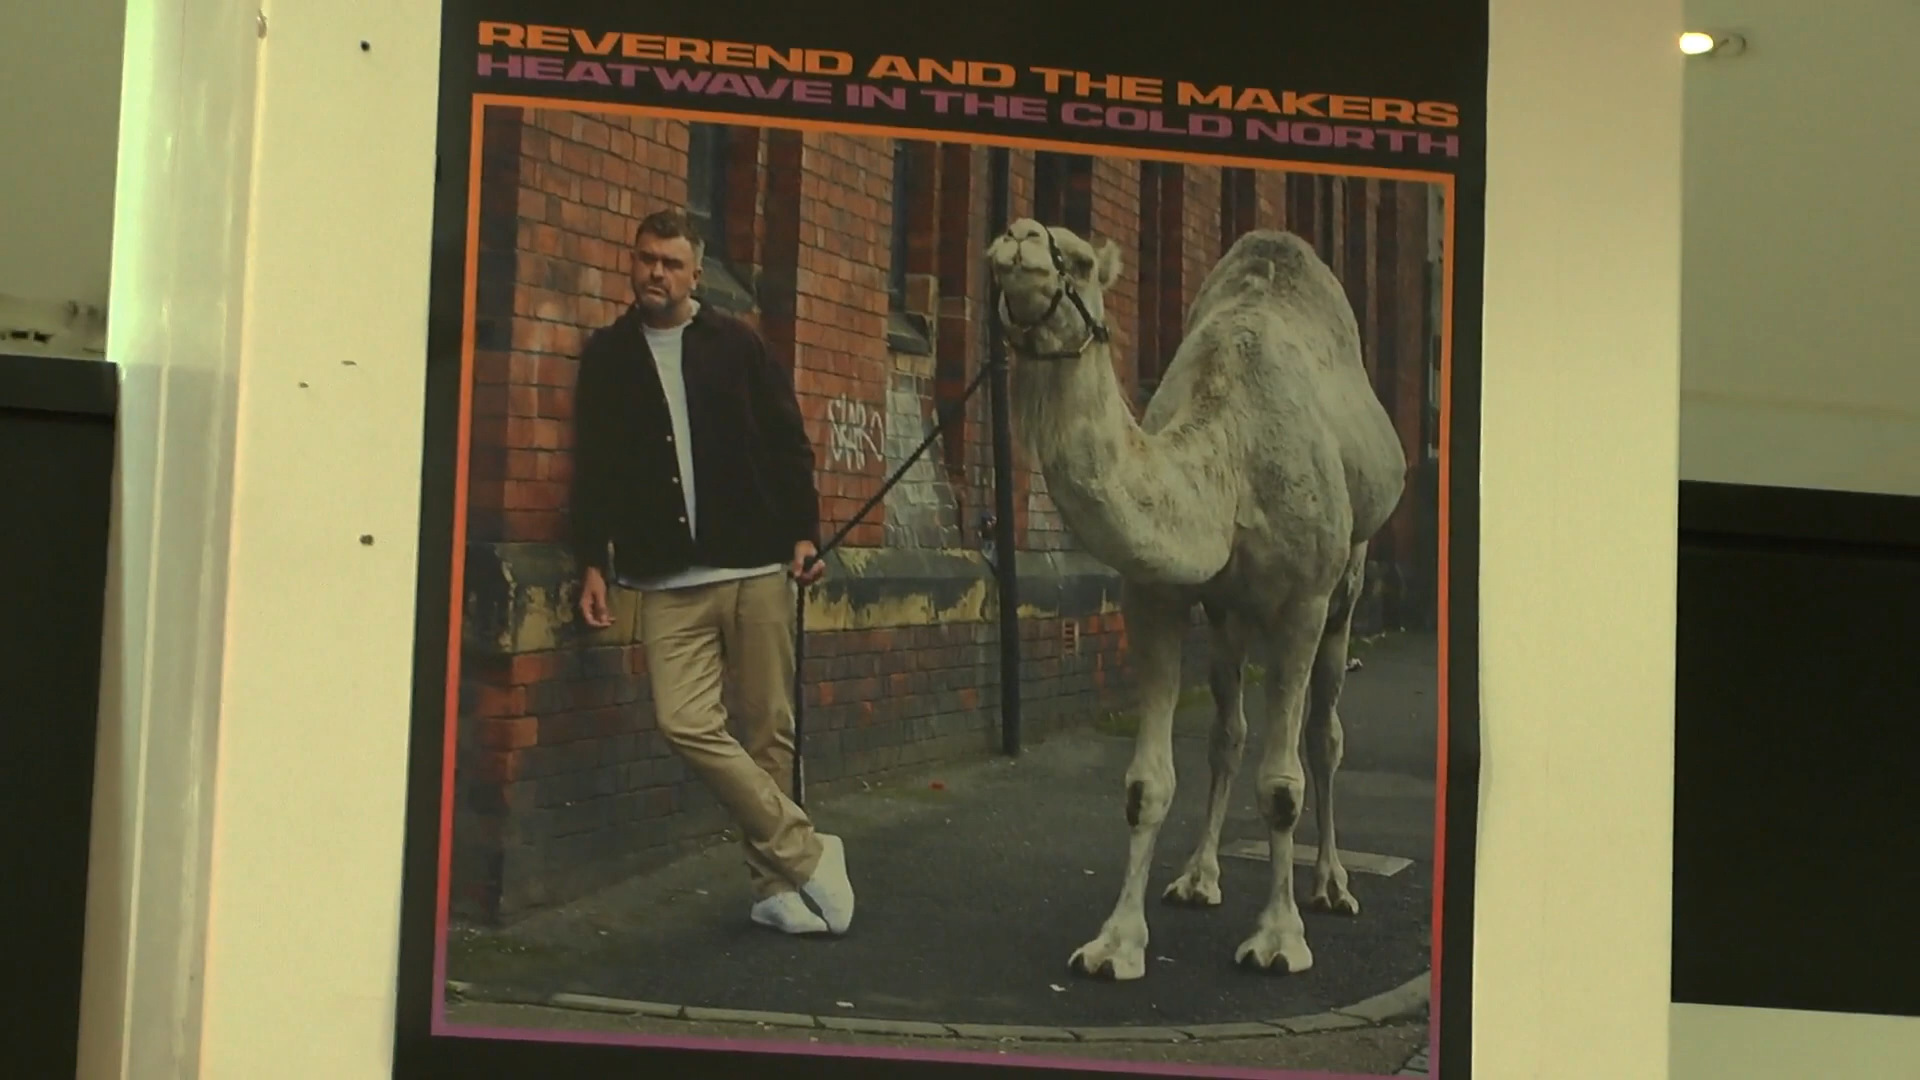 REVEREND AND THE MAKERS
HEATWAVE IN THE COLD NORTH